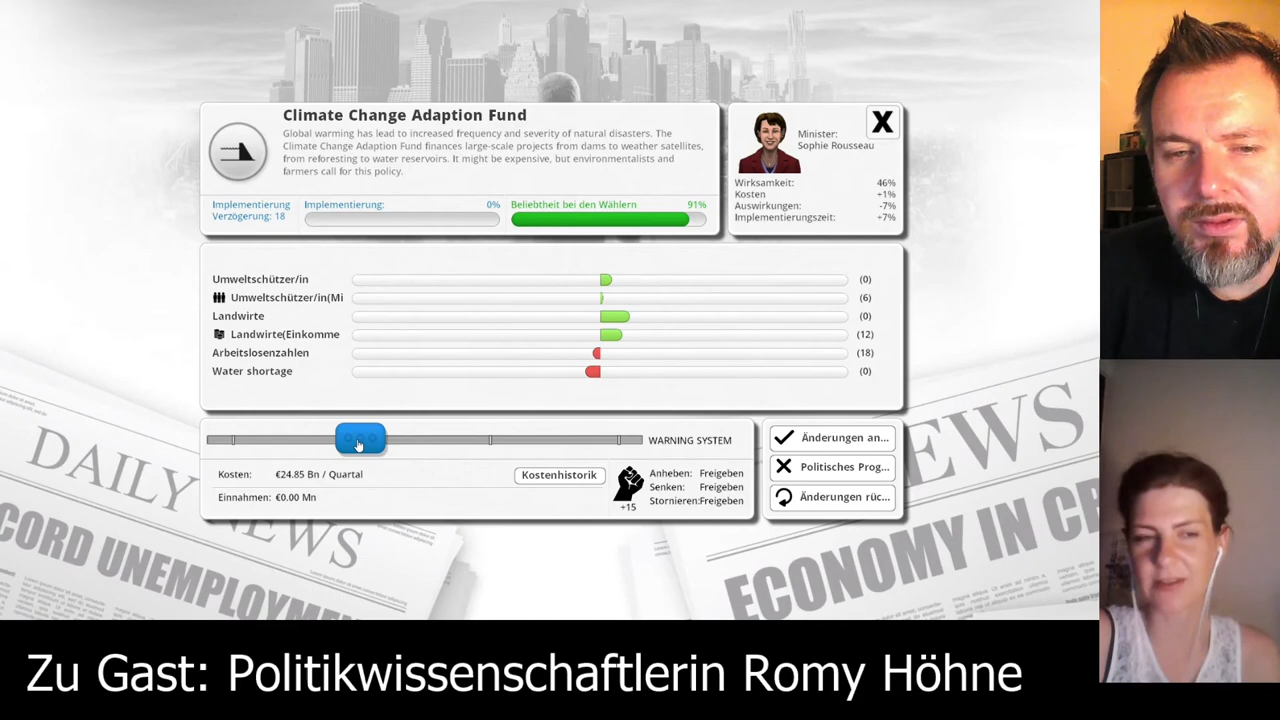 Climate Change Adaption Fund
Global warming has lead to increased frequency and severity of natural disasters. The
Climate Change Adaption Fund finances large-scale projects from dams to weather satellites,
from reforesting to water reservoirs. It might be expensive, but environmentalists and
farmers call for this policy.
Implementierung
Verzögerung: 18
Implementierung: 0%
Beliebtheit bei den Wählern 91%
X
Minister:
Sophie Rousseau
Wirksamkeit: 46%
Kosten +1%
Auswirkungen: -7%
Implementierungszeit: +7%
Umweltschützer/in (0)
Umweltschützer/in(Mi (6)
Landwirte (0)
Landwirte(Einkomme (12)
Arbeitslosenzahlen (18)
Water shortage (0)
WARNING SYSTEM
Kosten: €24.85 Bn / Quartal
Kostenhistorik
Einnahmen: €0.00 Mn
+15
Anheben: Freigeben
Senken: Freigeben
Stornieren:Freigeben
Änderungen an...
Politisches Prog...
Änderungen rüc...
DAILY NEWS
CORD UNEMPLOYME
NEWS
ECONOMY IN CR
Zu Gast: Politikwissenschaftlerin Romy Höhne